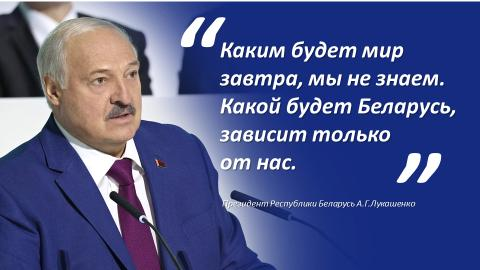 “
Каким будет мир
завтра, мы не знаем.
Какой будет Беларусь,
зависит только
от нас.
”
Президент Республики Беларусь А.Г.Лукашенко